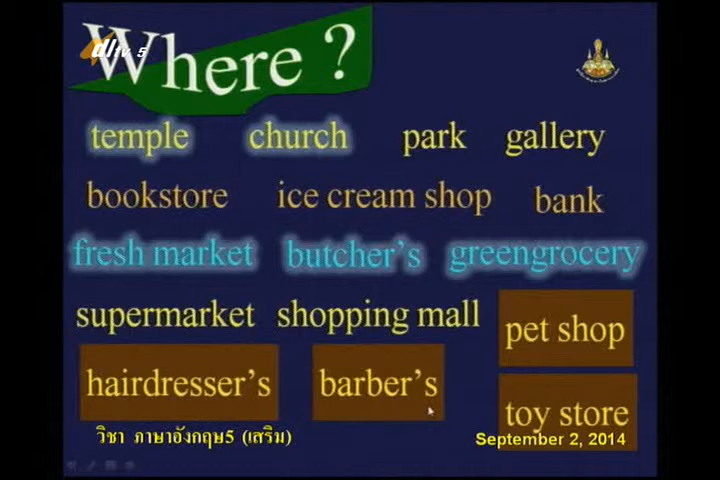 Where ?
dltv 5
temple church park gallery
bookstore ice cream shop bank
fresh market butcher's greengrocery
supermarket shopping mall pet shop
hairdresser's barber's toy store
วิชา ภาษาอังกฤษ5 (เสริม) September 2, 2014